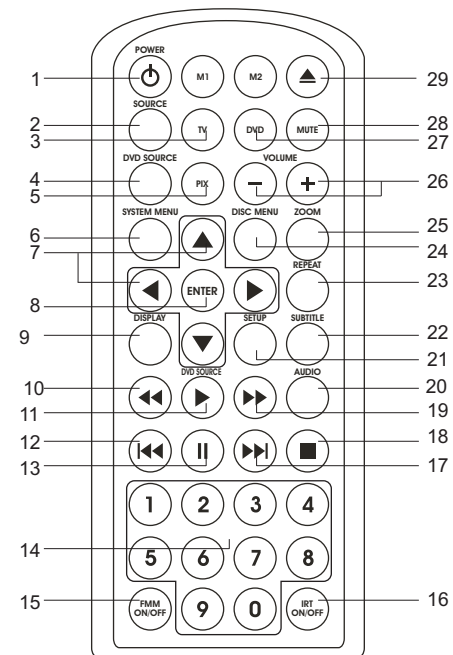 POWER
1 M1 M2 29
SOURCE
2 28
3 TV DVD MUTE 27
DVD SOURCE VOLUME
4 26
5 PIX − +
SYSTEM MENU DISC MENU ZOOM
6 25
7 24
REPEAT
8 ENTER 23
DISPLAY SETUP SUBTITLE
9 22
21
DVD SOURCE AUDIO
10 20
11 19
12 18
13 17
1 2 3 4
14
5 6 7 8
15 FMM ON/OFF 9 0 IRT ON/OFF 16